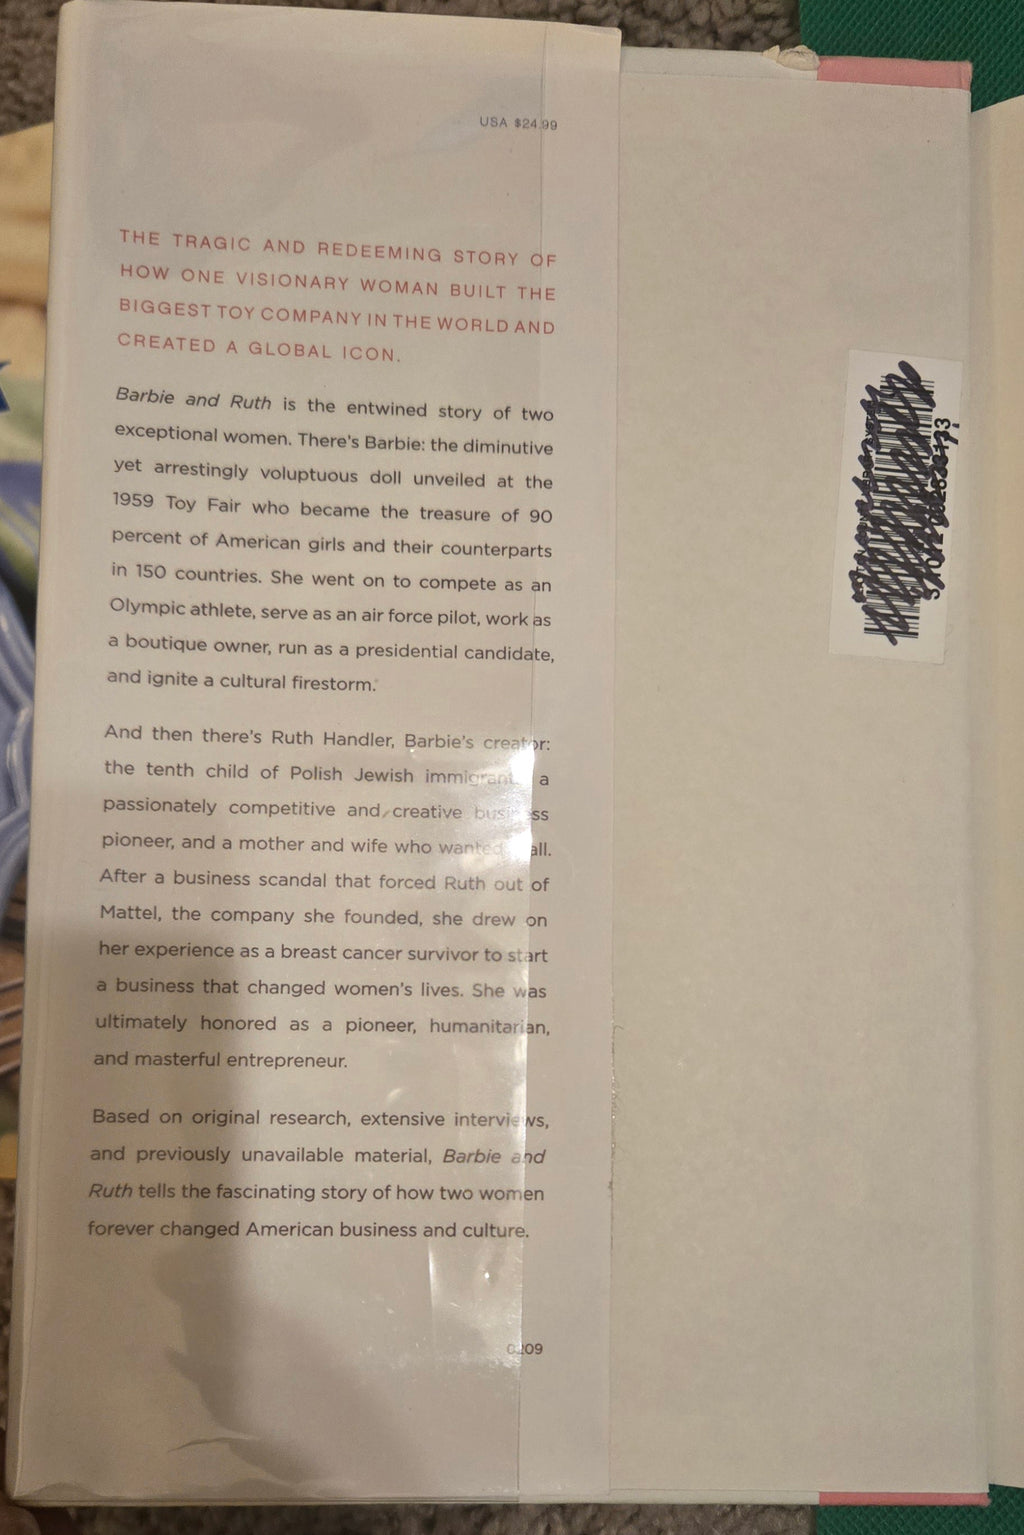 USA $24.99
THE TRAGIC AND REDEEMING STORY OF
HOW ONE VISIONARY WOMAN BUILT THE
BIGGEST TOY COMPANY IN THE WORLD AND
CREATED A GLOBAL ICON.
Barbie and Ruth is the entwined story of two
exceptional women. There's Barbie: the diminutive
yet arrestingly voluptuous doll unveiled at the
1959 Toy Fair who became the treasure of 90
percent of American girls and their counterparts
in 150 countries. She went on to compete as an
Olympic athlete, serve as an air force pilot, work as
a boutique owner, run as a presidential candidate,
and ignite a cultural firestorm.
And then there's Ruth Handler, Barbie's creator:
the tenth child of Polish Jewish immigrants, a
passionately competitive and creative business
pioneer, and a mother and wife who wanted all.
After a business scandal that forced Ruth out of
Mattel, the company she founded, she drew on
her experience as a breast cancer survivor to start
a business that changed women's lives. She was
ultimately honored as a pioneer, humanitarian,
and masterful entrepreneur.
Based on original research, extensive interviews,
and previously unavailable material, Barbie and
Ruth tells the fascinating story of how two women
forever changed American business and culture.
0209